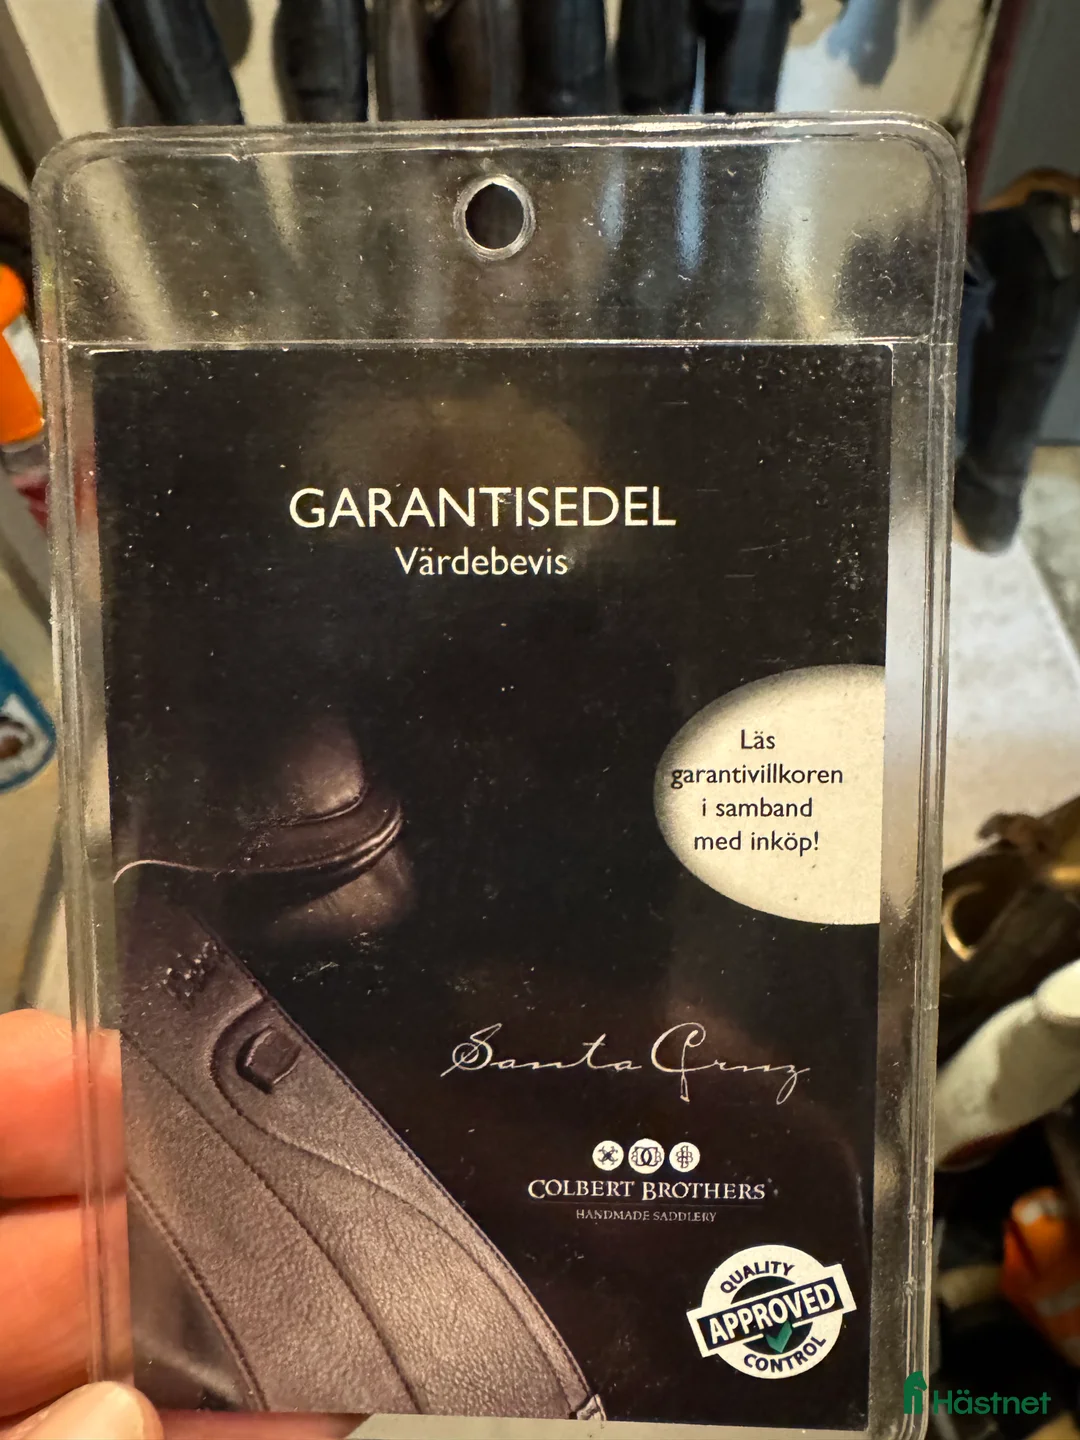 GARANTISEDEL
Värdebevis
Läs
garantivillkoren
i samband
med inköp!
Santa Cruz
COLBERT BROTHERS
HANDMADE SADDLERY
QUALITY
APPROVED
CONTROL
Hästnet